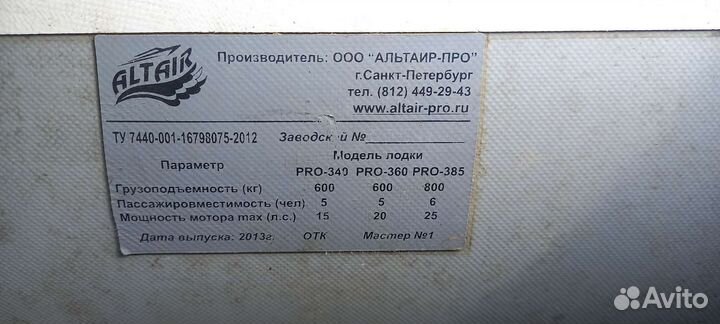 ALTAIR
Производитель: ООО "АЛЬТАИР-ПРО"
г.Санкт-Петербург
тел. (812) 449-29-43
www.altair-pro.ru
ТУ 7440-001-16798075-2012 Заводской №
Параметр Модель лодки
PRO-340 PRO-360 PRO-385
Грузоподъемность (кг) 600 600 800
Пассажировместимость (чел) 5 5 6
Мощность мотора max (л.с.) 15 20 25
Дата выпуска: 2013г. ОТК Мастер №1
Avito